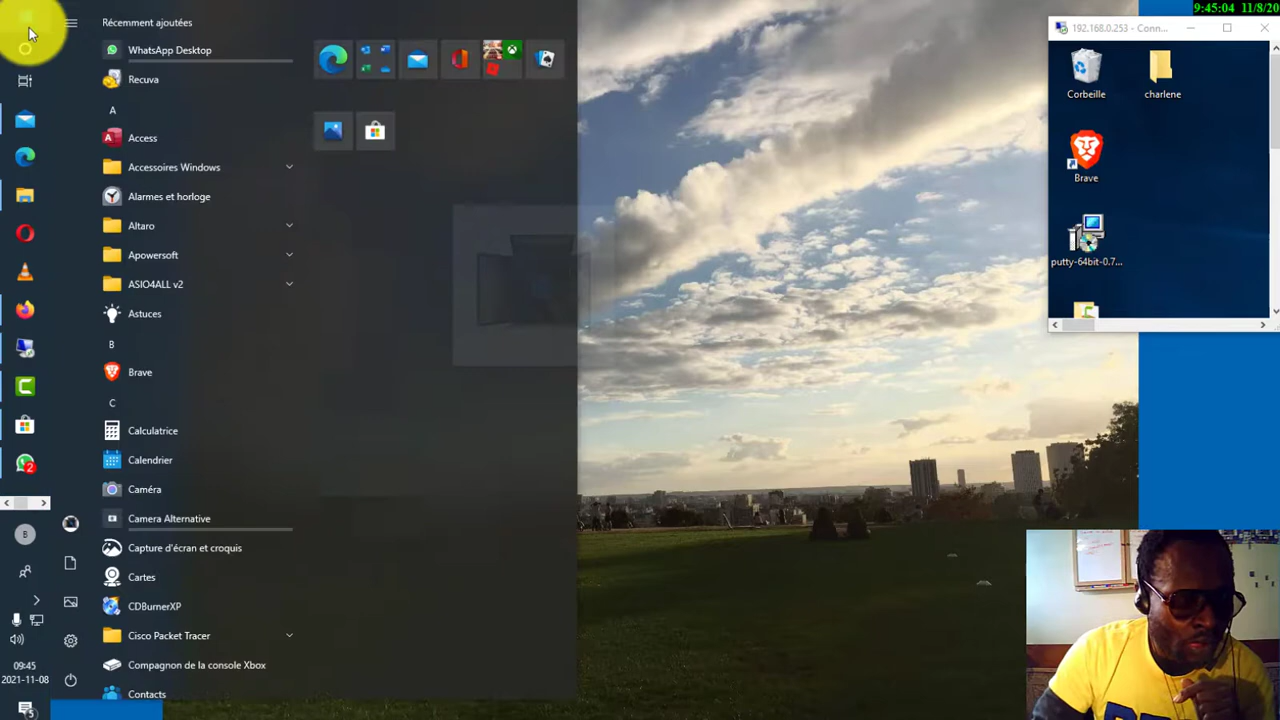 9:45:04 11/8/20
Récemment ajoutées
WhatsApp Desktop
Recuva
A
Access
Accessoires Windows
Alarmes et horloge
Altaro
Apowersoft
ASIO4ALL v2
Astuces
B
Brave
C
Calculatrice
Calendrier
Caméra
Camera Alternative
Capture d'écran et croquis
Cartes
CDBurnerXP
Cisco Packet Tracer
Compagnon de la console Xbox
Contacts
2
B
09:45
2021-11-08
5
192.168.0.253 - Conn...
Corbeille
charlene
Brave
putty-64bit-0.7...